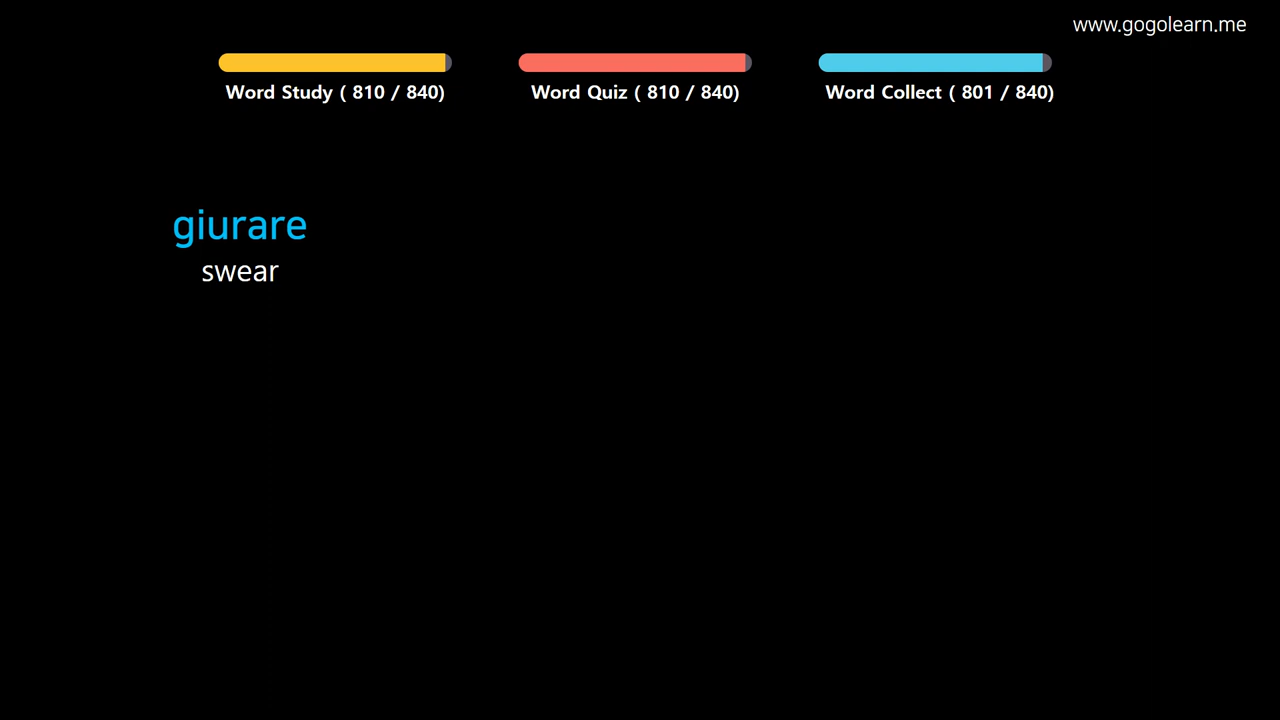 www.gogolearn.me
Word Study ( 810 / 840)
Word Quiz ( 810 / 840)
Word Collect ( 801 / 840)
giurare
swear